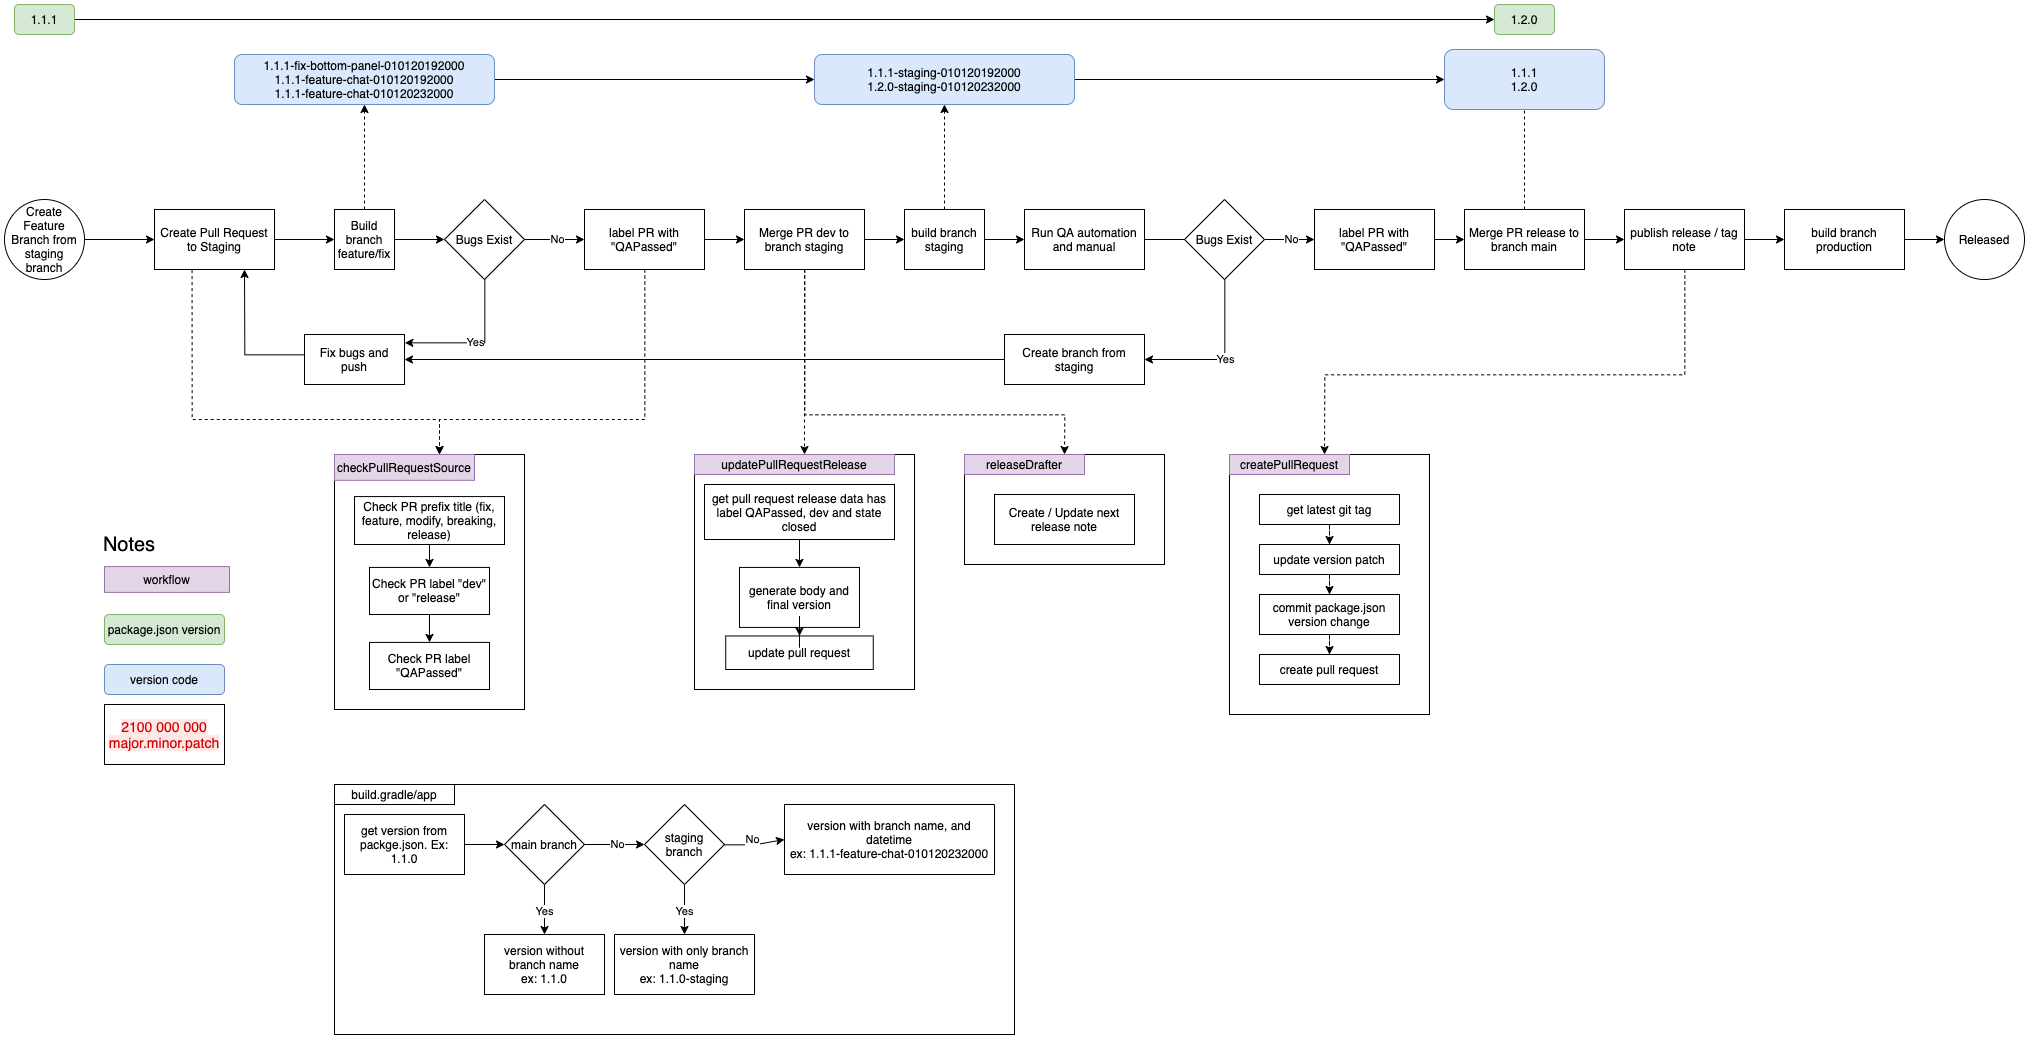 1.1.1
1.2.0
1.1.1-fix-bottom-panel-010120192000
1.1.1-feature-chat-010120192000
1.1.1-feature-chat-010120232000
1.1.1-staging-010120192000
1.2.0-staging-010120232000
1.1.1
1.2.0
Create
Feature
Branch from
staging
branch
Create Pull Request
to Staging
Build
branch
feature/fix
Bugs Exist
No
label PR with
"QAPassed"
Merge PR dev to
branch staging
build branch
staging
Run QA automation
and manual
Bugs Exist
No
label PR with
"QAPassed"
Merge PR release to
branch main
publish release / tag
note
build branch
production
Released
Yes
Fix bugs and
push
Create branch from
staging
Yes
checkPullRequestSource
Check PR prefix title (fix,
feature, modify, breaking,
release)
Check PR label "dev"
or "release"
Check PR label
"QAPassed"
updatePullRequestRelease
get pull request release data has
label QAPassed, dev and state
closed
generate body and
final version
update pull request
releaseDrafter
Create / Update next
release note
createPullRequest
get latest git tag
update version patch
commit package.json
version change
create pull request
Notes
workflow
package.json version
version code
2100 000 000
major.minor.patch
build.gradle/app
get version from
packge.json. Ex:
1.1.0
main branch
No
staging
branch
No
version with branch name, and
datetime
ex: 1.1.1-feature-chat-010120232000
Yes
Yes
version without
branch name
ex: 1.1.0
version with only branch
name
ex: 1.1.0-staging